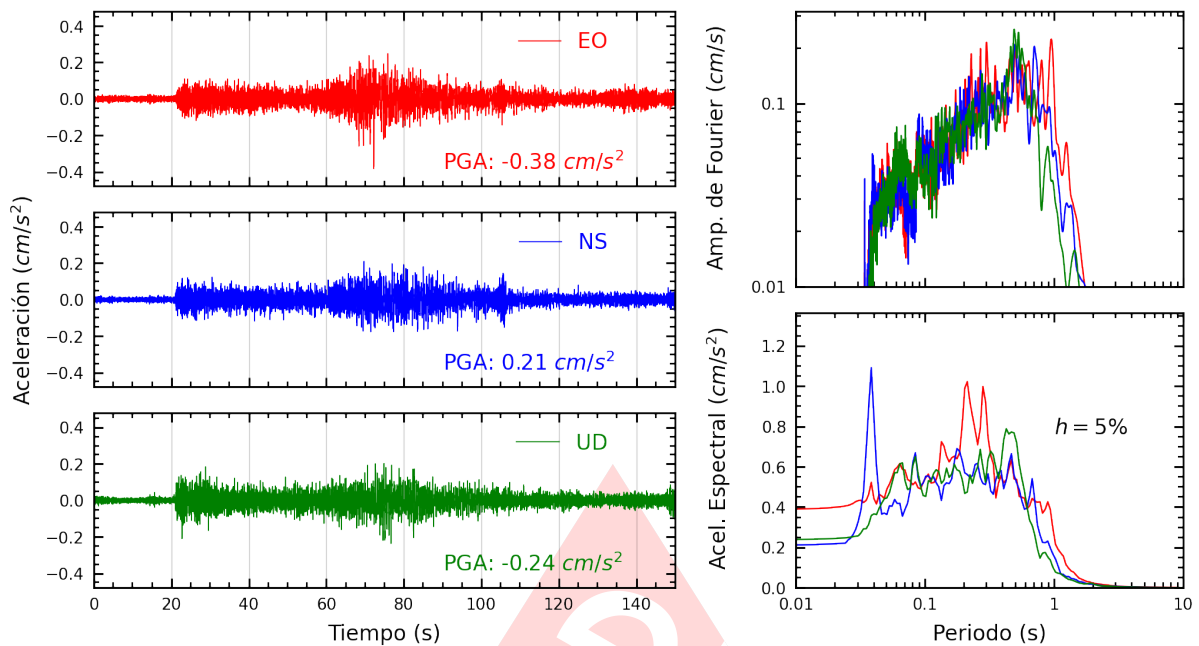 Aceleración (cm/s²)
0.4
0.2
0.0
−0.2
−0.4
EO
PGA: -0.38 cm/s²
0.4
0.2
0.0
−0.2
−0.4
NS
PGA: 0.21 cm/s²
0.4
0.2
0.0
−0.2
−0.4
UD
PGA: -0.24 cm/s²
0 20 40 60 80 100 120 140
Tiempo (s)
Amp. de Fourier (cm/s)
0.1
0.01
Acel. Espectral (cm/s²)
1.2
1.0
0.8
0.6
0.4
0.2
0.0
h = 5%
0.01 0.1 1 10
Periodo (s)